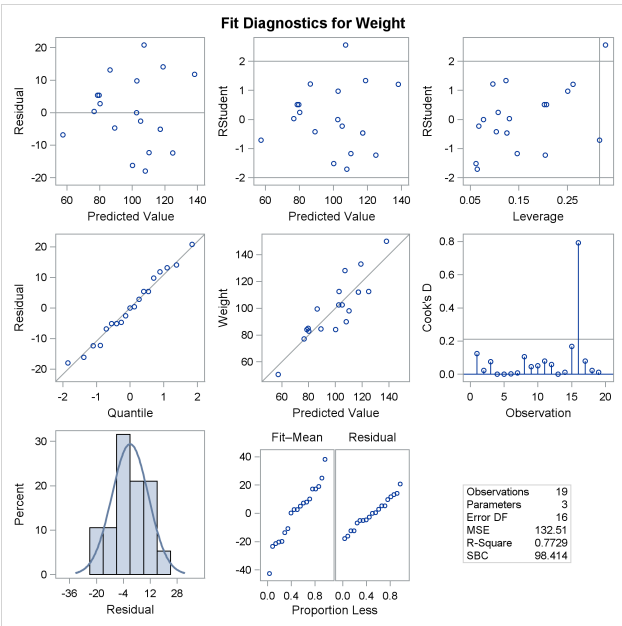 Fit Diagnostics for Weight
Residual
20
10
0
-10
-20
60 80 100 120 140
Predicted Value
RStudent
2
1
0
-1
-2
60 80 100 120 140
Predicted Value
RStudent
2
1
0
-1
-2
0.05 0.15 0.25
Leverage
Residual
20
10
0
-10
-20
-2 -1 0 1 2
Quantile
Weight
140
120
100
80
60
60 80 100 120 140
Predicted Value
Cook's D
0.8
0.6
0.4
0.2
0.0
0 5 10 15 20
Observation
Percent
30
20
10
0
-36 -20 -4 12 28
Residual
Fit–Mean Residual
40
20
0
-20
-40
0.0 0.4 0.8 0.0 0.4 0.8
Proportion Less
Observations 19
Parameters 3
Error DF 16
MSE 132.51
R-Square 0.7729
SBC 98.414